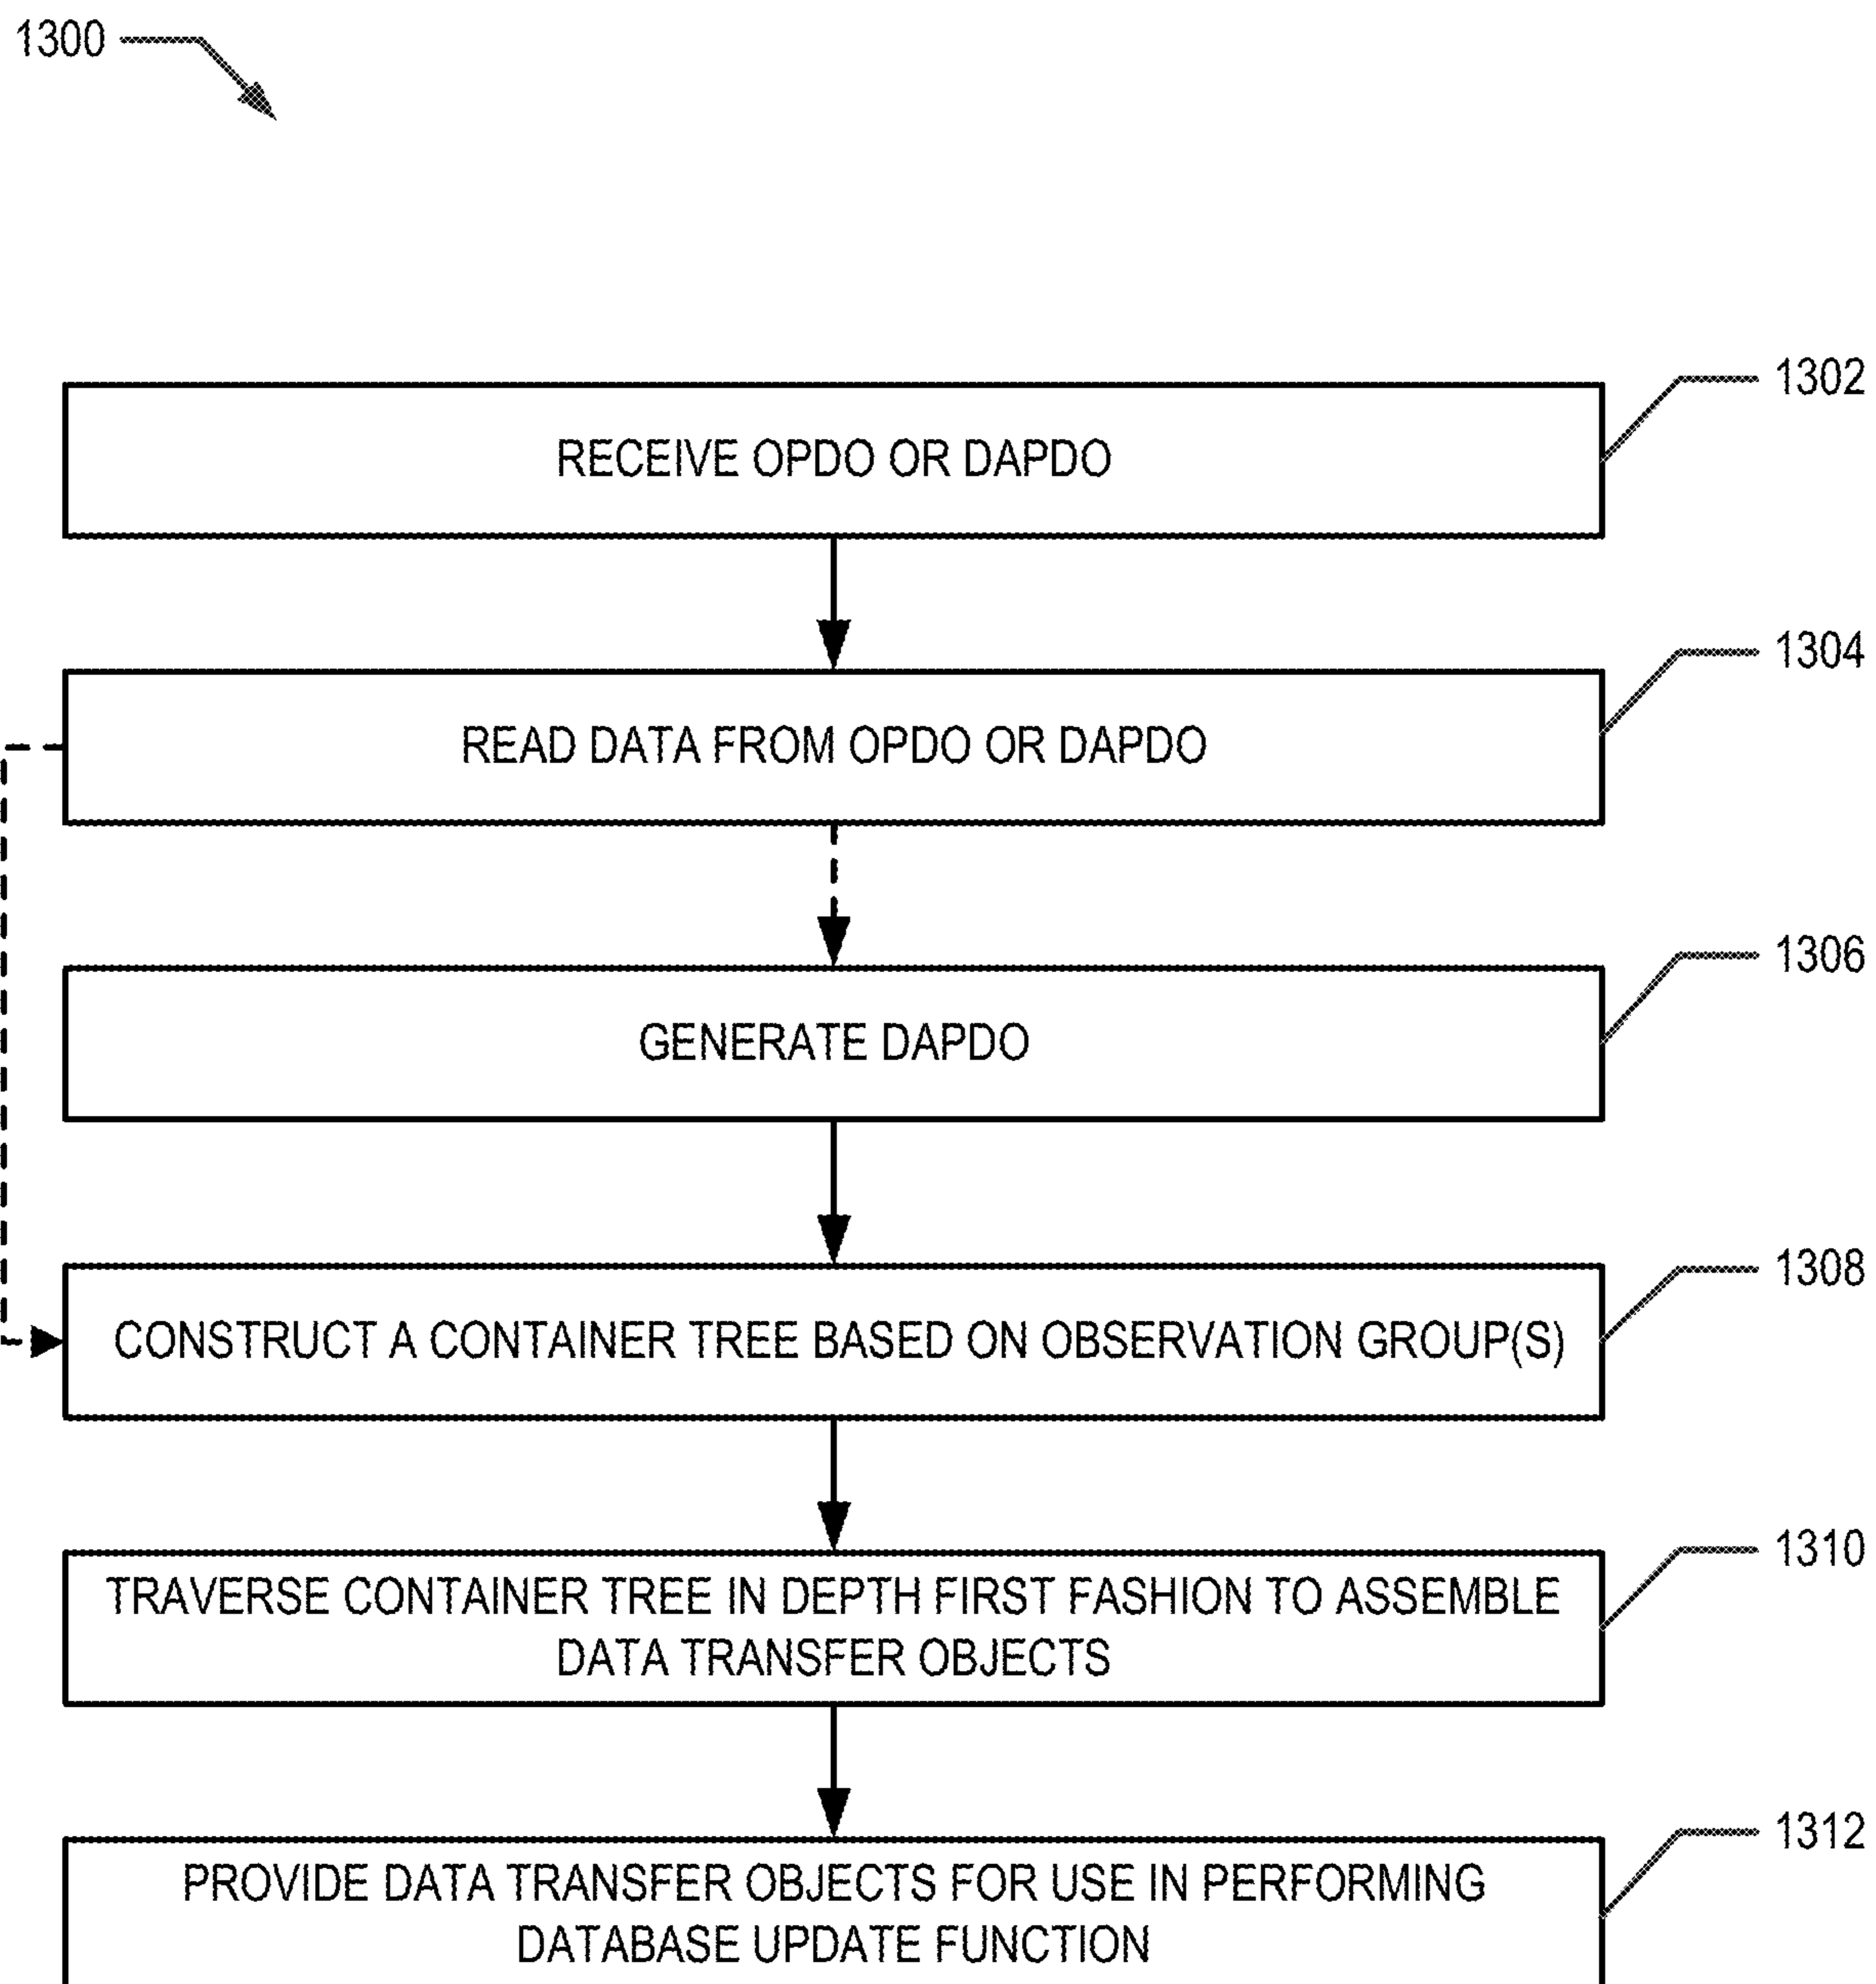 1300
1302
RECEIVE OPDO OR DAPDO
1304
READ DATA FROM OPDO OR DAPDO
1306
GENERATE DAPDO
1308
CONSTRUCT A CONTAINER TREE BASED ON OBSERVATION GROUP(S)
1310
TRAVERSE CONTAINER TREE IN DEPTH FIRST FASHION TO ASSEMBLE
DATA TRANSFER OBJECTS
1312
PROVIDE DATA TRANSFER OBJECTS FOR USE IN PERFORMING
DATABASE UPDATE FUNCTION